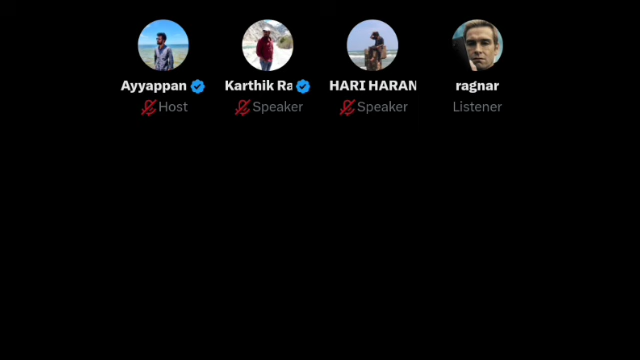 Ayyappan Karthik Ra HARI HARAN ragnar
Host Speaker Speaker Listener